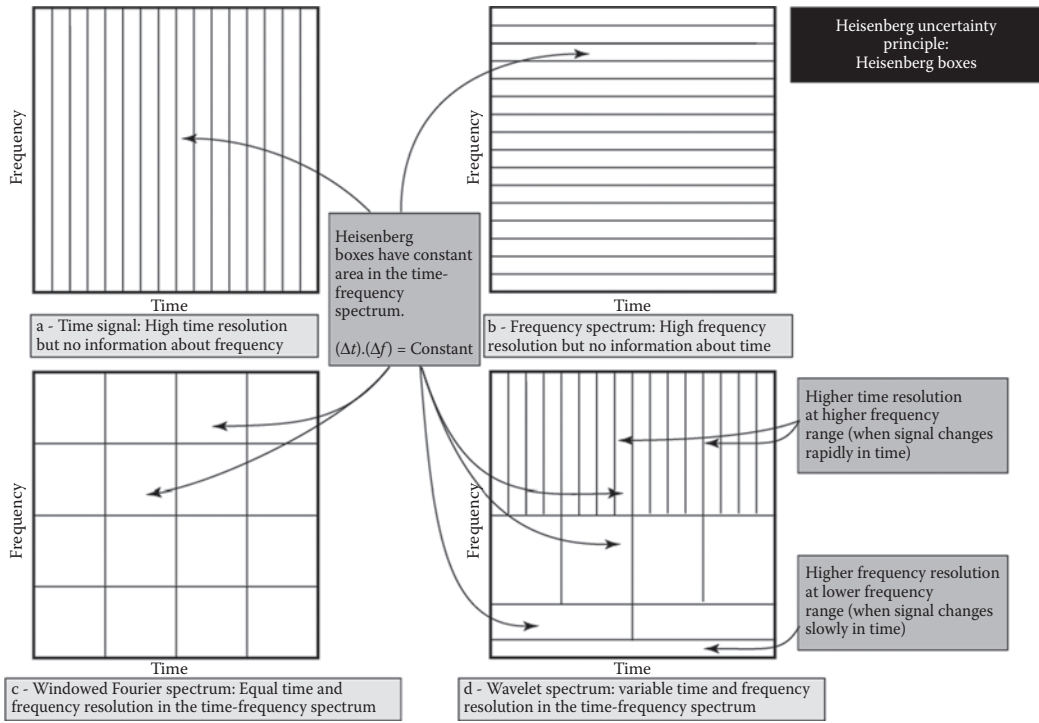 Heisenberg uncertainty
principle:
Heisenberg boxes
Frequency
Time
a - Time signal: High time resolution
but no information about frequency
Frequency
Time
b - Frequency spectrum: High frequency
resolution but no information about time
Heisenberg
boxes have constant
area in the time-
frequency
spectrum.
(Δt).(Δf) = Constant
Frequency
Time
c - Windowed Fourier spectrum: Equal time and
frequency resolution in the time-frequency spectrum
Frequency
Time
d - Wavelet spectrum: variable time and frequency
resolution in the time-frequency spectrum
Higher time resolution
at higher frequency
range (when signal changes
rapidly in time)
Higher frequency resolution
at lower frequency
range (when signal changes
slowly in time)